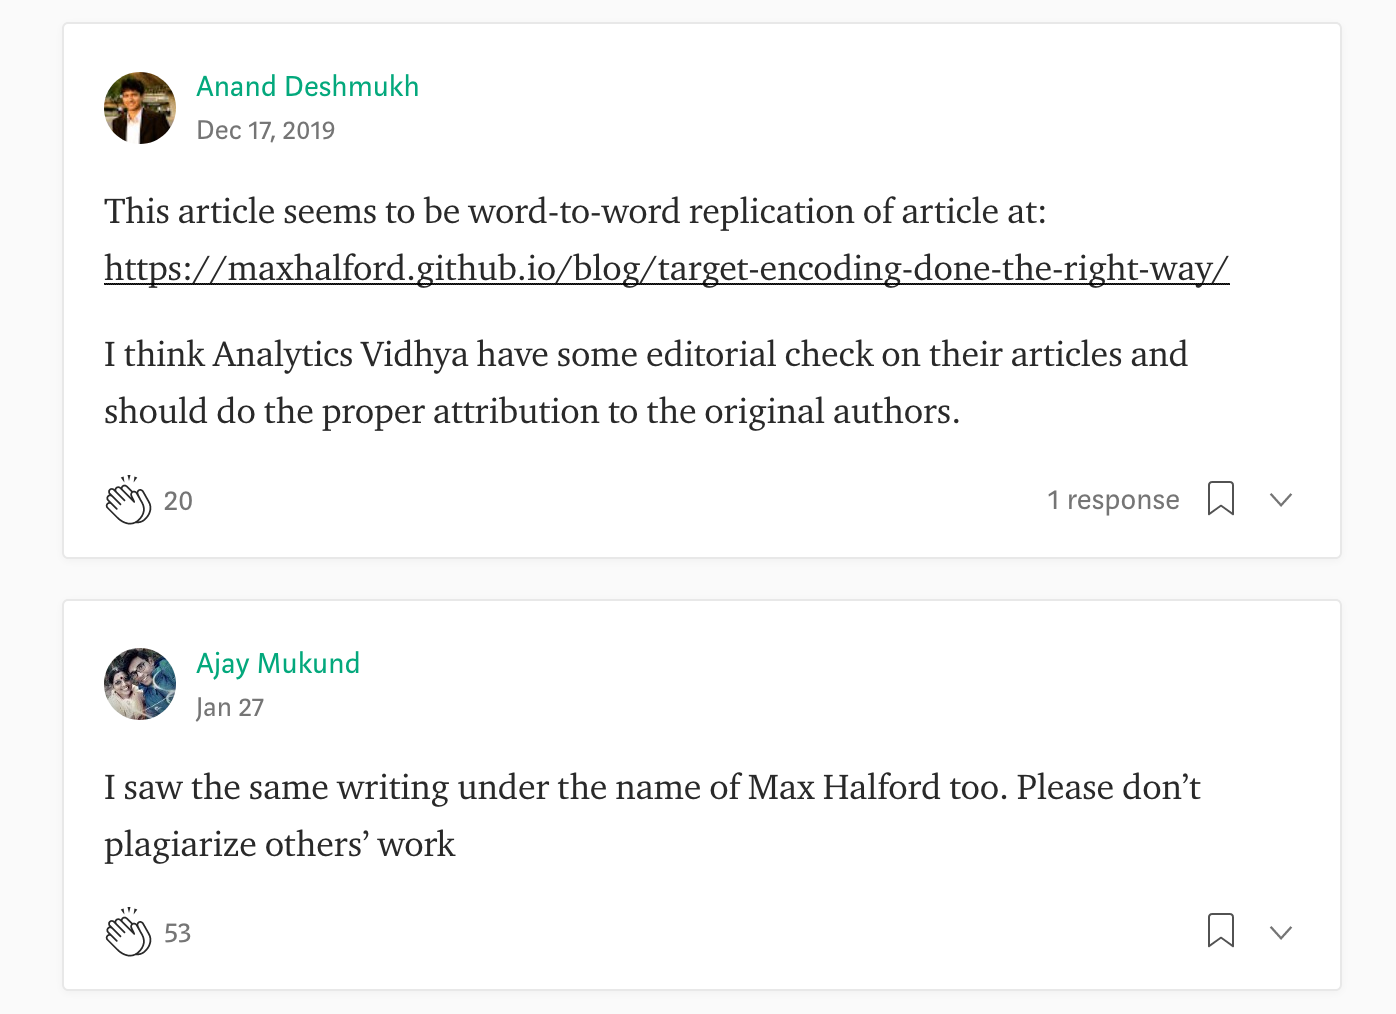 Anand Deshmukh
Dec 17, 2019
This article seems to be word-to-word replication of article at:
https://maxhalford.github.io/blog/target-encoding-done-the-right-way/
I think Analytics Vidhya have some editorial check on their articles and
should do the proper attribution to the original authors.
20
1 response
Ajay Mukund
Jan 27
I saw the same writing under the name of Max Halford too. Please don’t
plagiarize others’ work
53